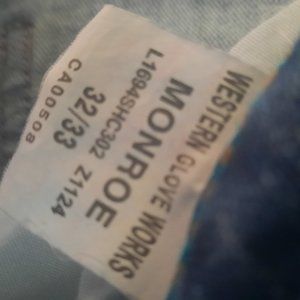 WESTERN GLOVE WORKS
MONROE
L1694SHC302 Z1124
32/33
CA00508